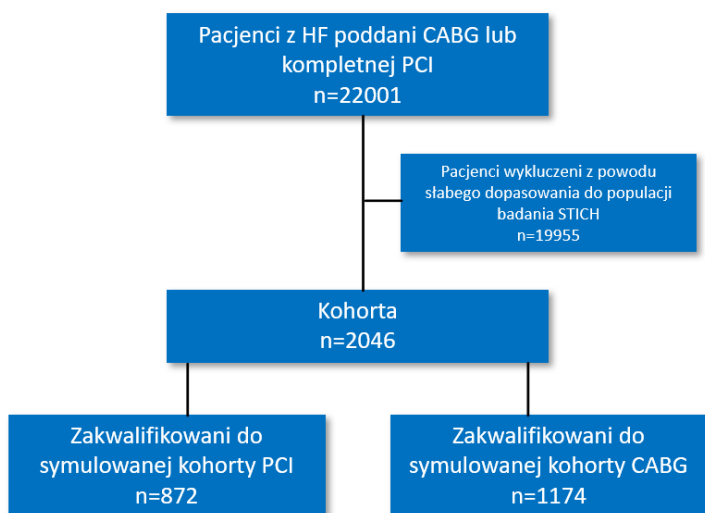 Pacjenci z HF poddani CABG lub
kompletnej PCI
n=22001
Pacjenci wykluczeni z powodu
słabego dopasowania do populacji
badania STICH
n=19955
Kohorta
n=2046
Zakwalifikowani do
symulowanej kohorty PCI
n=872
Zakwalifikowani do
symulowanej kohorty CABG
n=1174